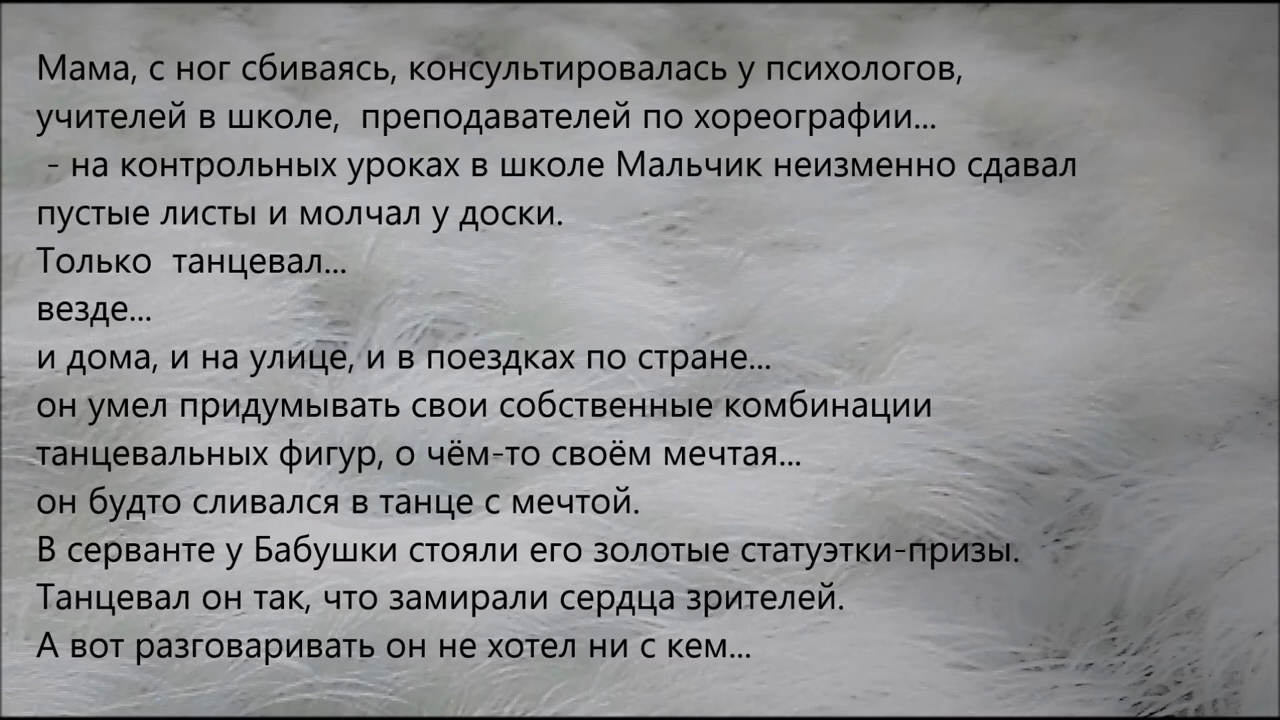 Мама, с ног сбиваясь, консультировалась у психологов,
учителей в школе,  преподавателей по хореографии...
- на контрольных уроках в школе Мальчик неизменно сдавал
пустые листы и молчал у доски.
Только  танцевал...
везде...
и дома, и на улице, и в поездках по стране...
он умел придумывать свои собственные комбинации
танцевальных фигур, о чём-то своём мечтая...
он будто сливался в танце с мечтой.
В серванте у Бабушки стояли его золотые статуэтки-призы.
Танцевал он так, что замирали сердца зрителей.
А вот разговаривать он не хотел ни с кем...